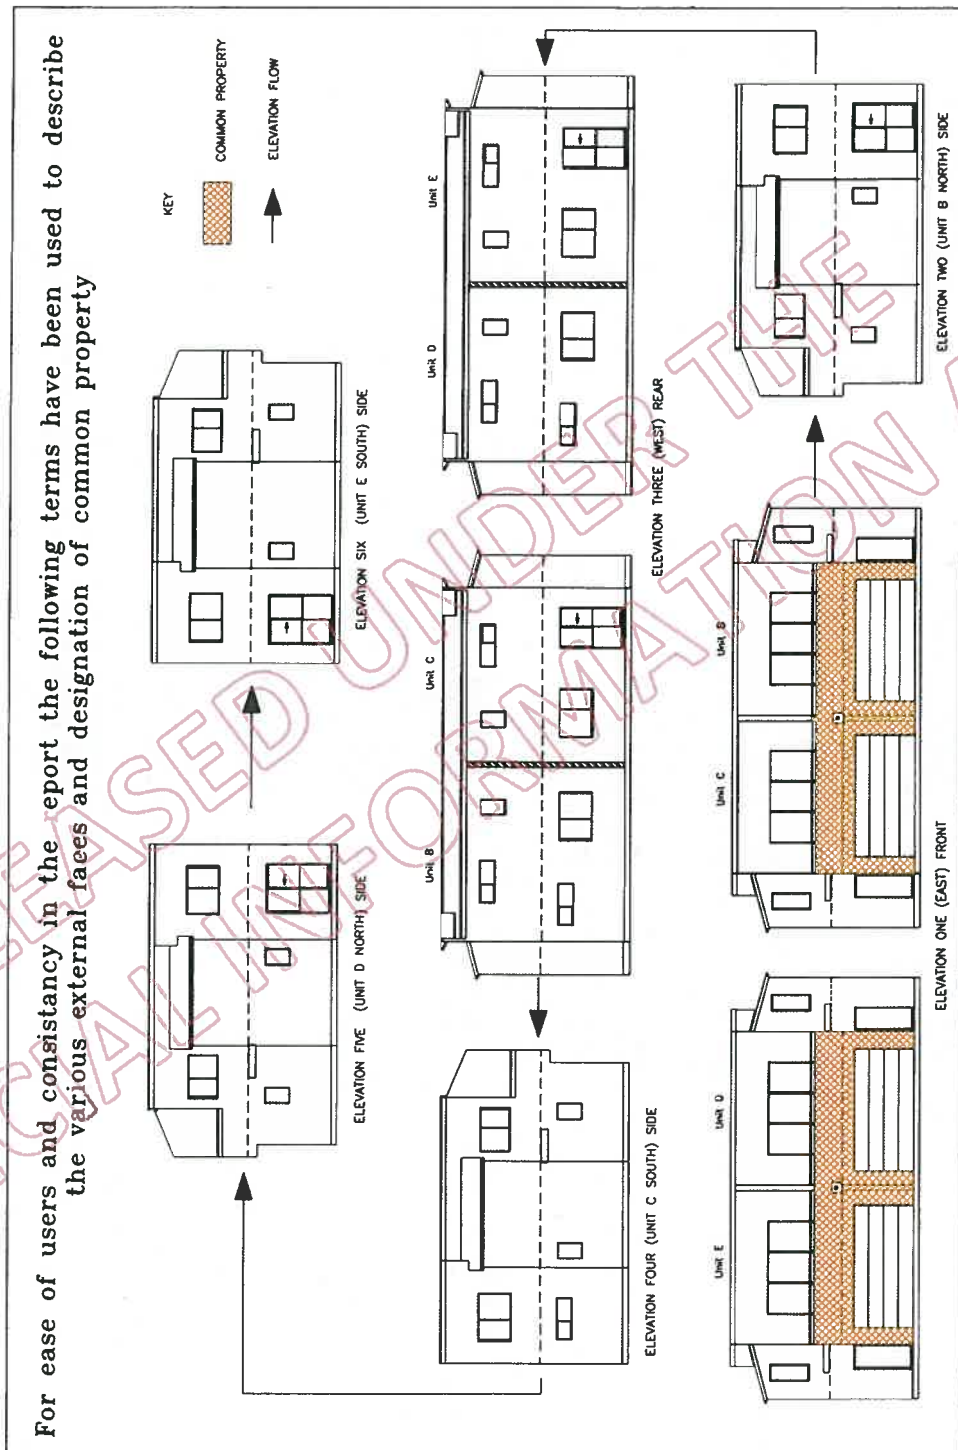 For ease of users and consistancy in the report the following terms have been used to describe
the various external faces and designation of common property
KEY
COMMON PROPERTY
ELEVATION FLOW
ELEVATION FIVE (UNIT D NORTH) SIDE
ELEVATION SIX (UNIT E SOUTH) SIDE
Unit B
Unit C
Unit D
Unit E
ELEVATION FOUR (UNIT C SOUTH) SIDE
ELEVATION THREE (WEST) REAR
Unit E
Unit D
Unit C
Unit B
ELEVATION ONE (EAST) FRONT
ELEVATION TWO (UNIT B NORTH) SIDE
EASED UNDER THE
CIAL INFORMATION